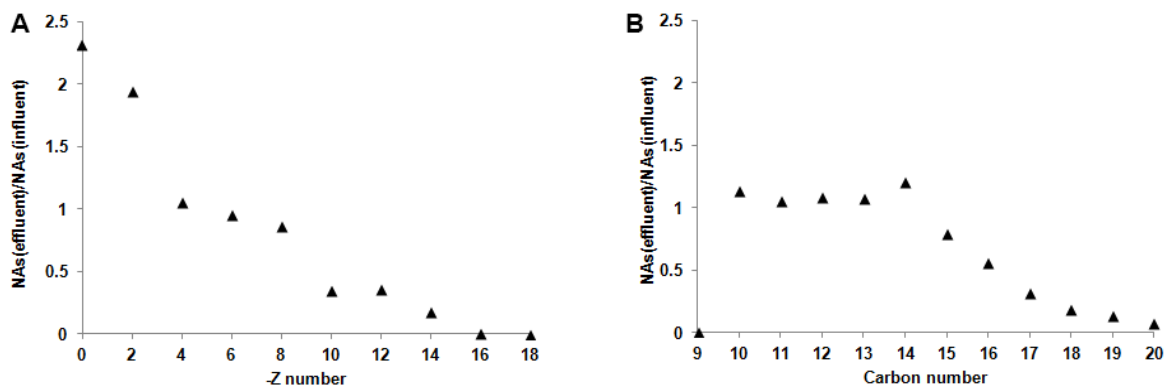 A
NAs(effluent)/NAs(influent)
2.5
2
1.5
1
0.5
0
0 2 4 6 8 10 12 14 16 18
-Z number
B
NAs(effluent)/NAs(influent)
2.5
2
1.5
1
0.5
0
9 10 11 12 13 14 15 16 17 18 19 20
Carbon number